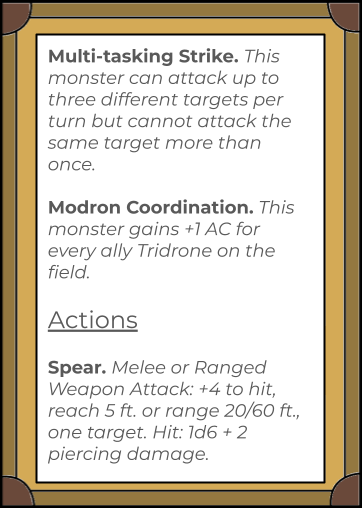 Multi-tasking Strike. This
monster can attack up to
three different targets per
turn but cannot attack the
same target more than
once.
Modron Coordination. This
monster gains +1 AC for
every ally Tridrone on the
field.
Actions
Spear. Melee or Ranged
Weapon Attack: +4 to hit,
reach 5 ft. or range 20/60 ft.,
one target. Hit: 1d6 + 2
piercing damage.